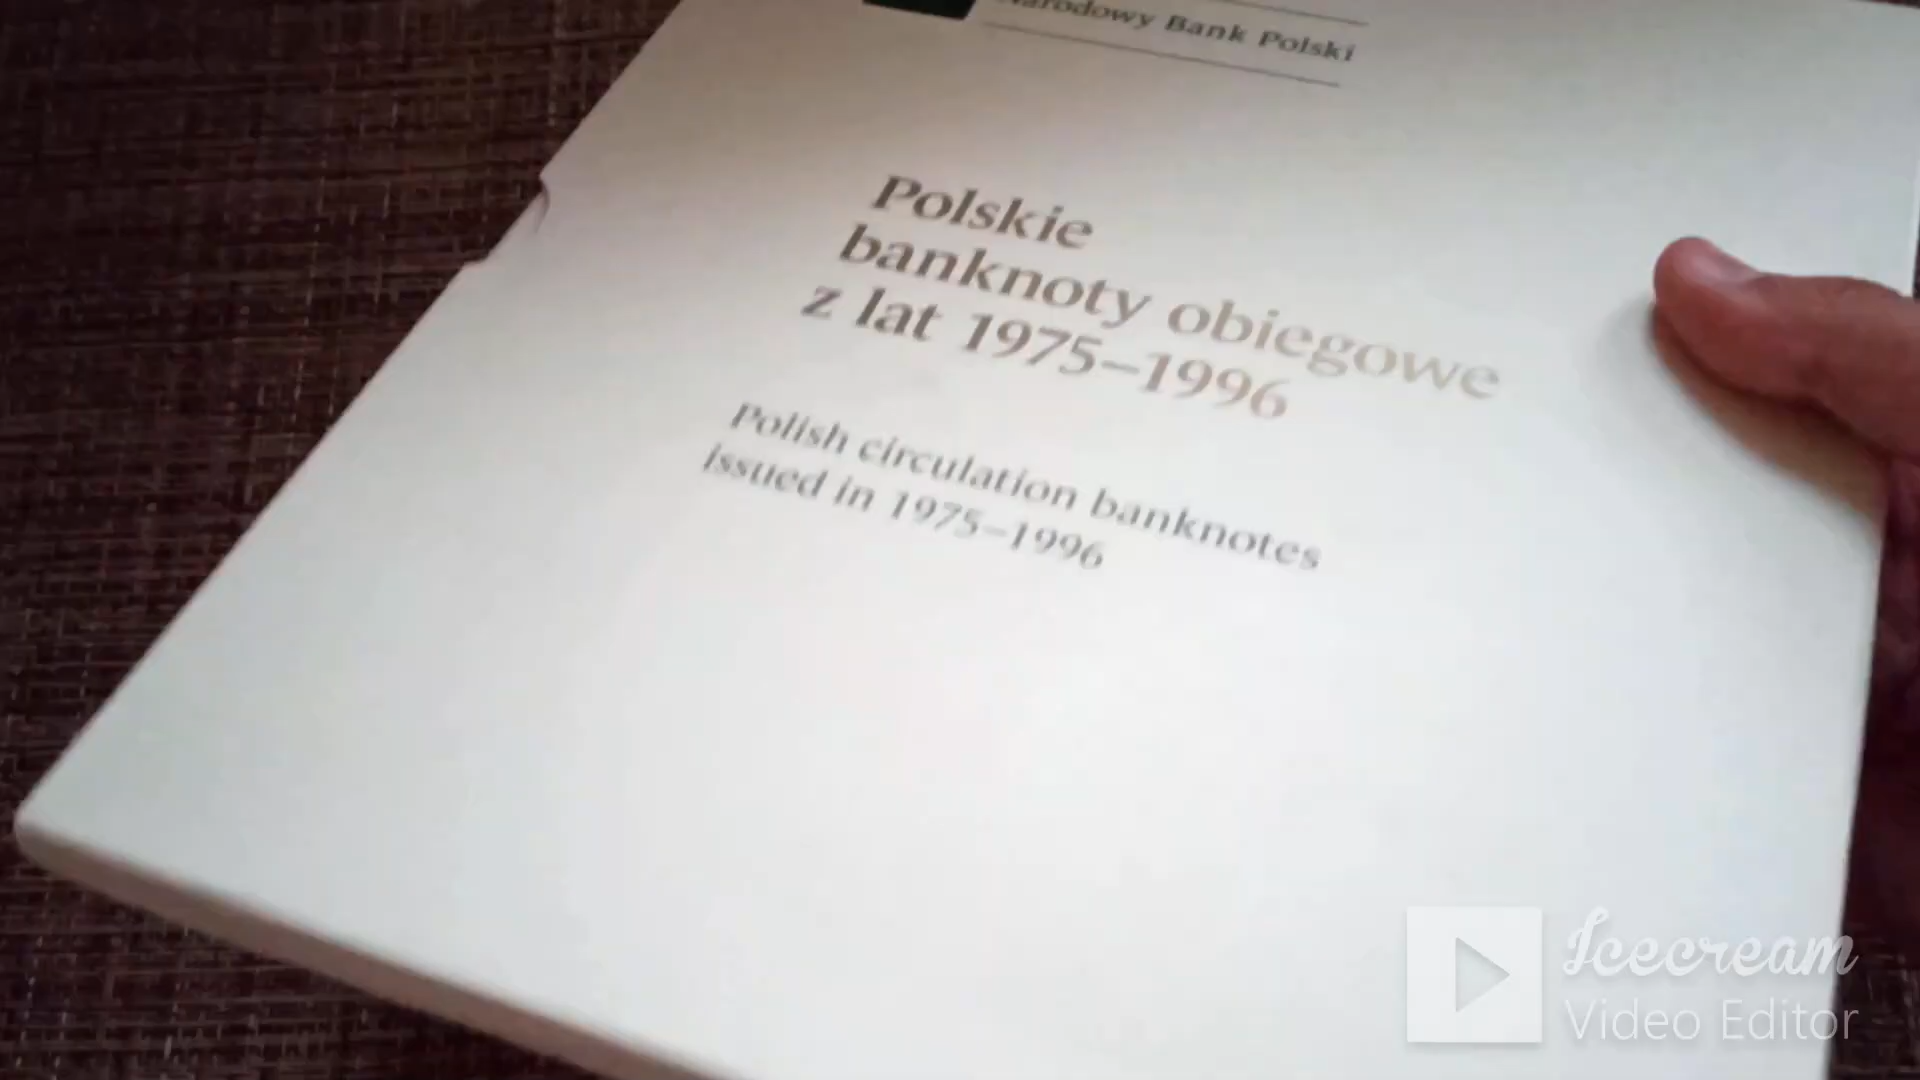 Narodowy Bank Polski
Polskie
banknoty obiegowe
z lat 1975–1996
Polish circulation banknotes
issued in 1975–1996
Icecream
Video Editor